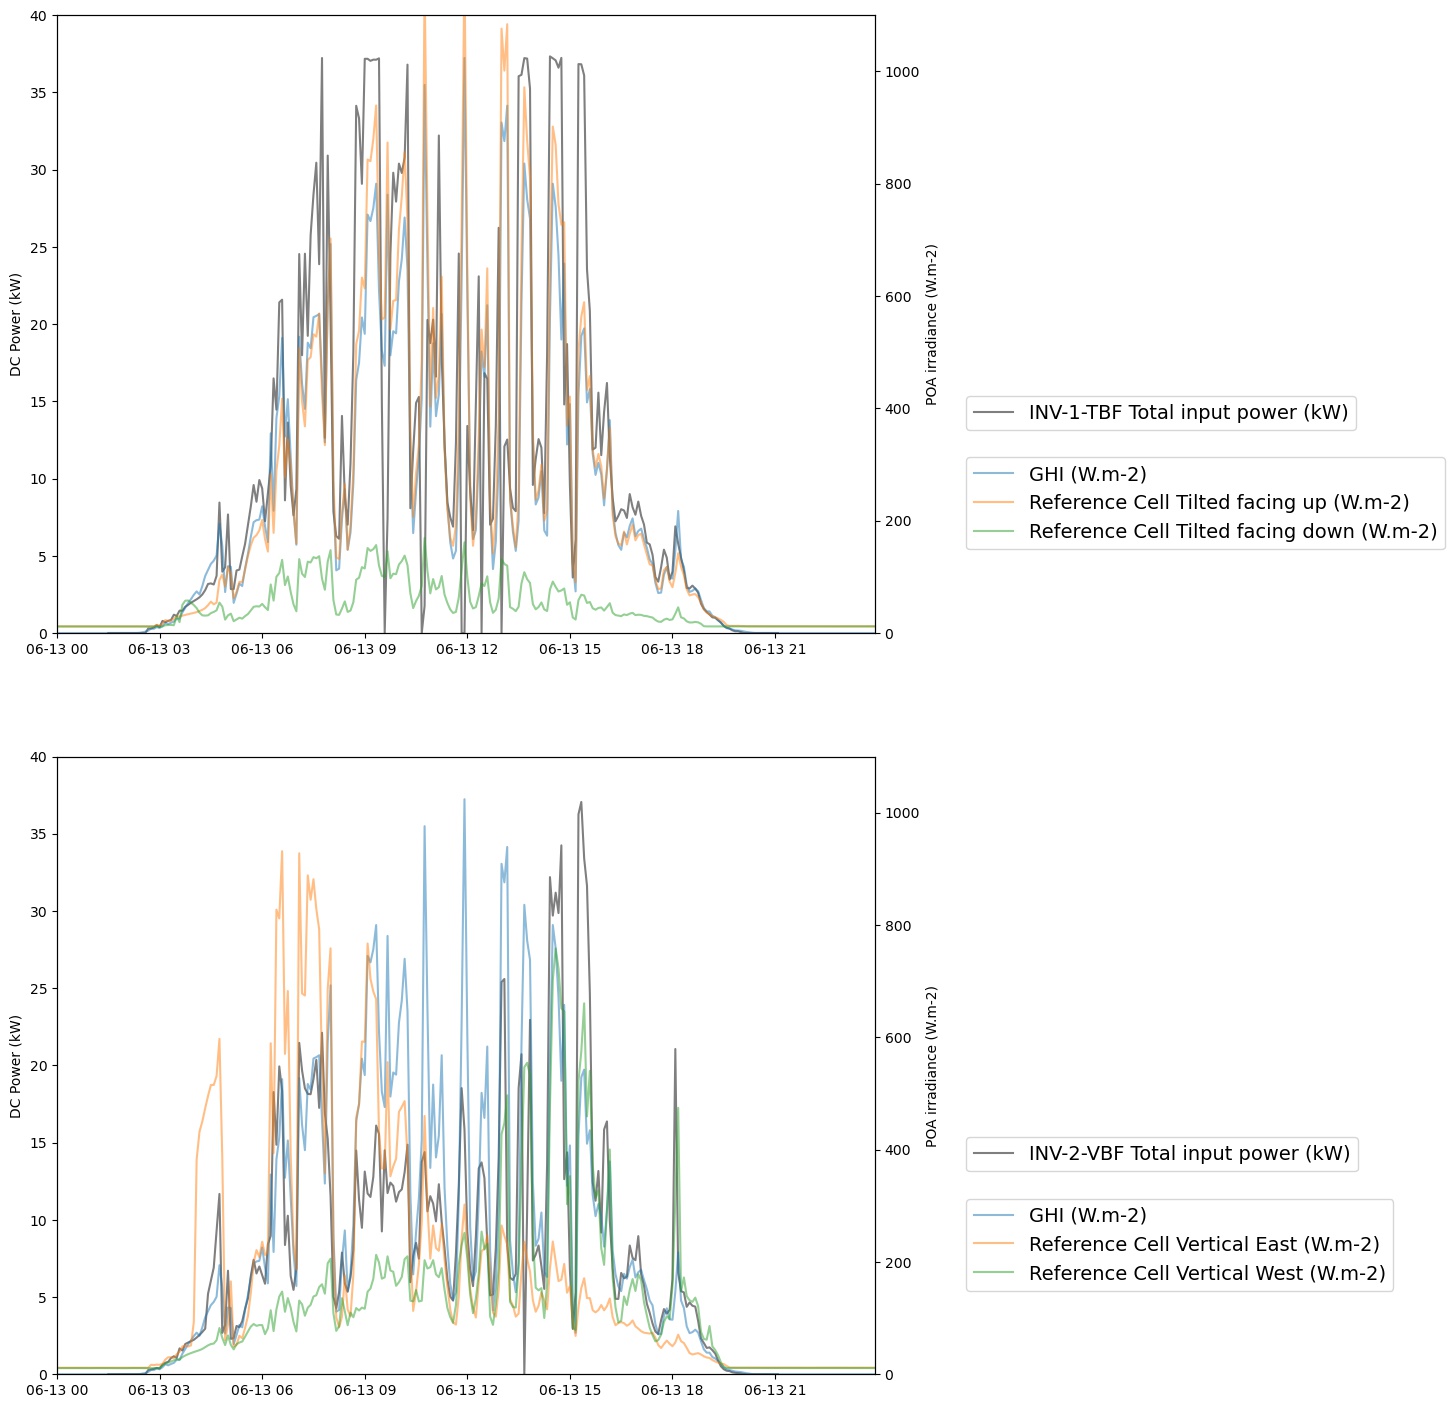 40
35
30
25
20
15
10
5
0
DC Power (kW)
1000
800
600
400
200
0
POA irradiance (W.m-2)
06-13 00 06-13 03 06-13 06 06-13 09 06-13 12 06-13 15 06-13 18 06-13 21
INV-1-TBF Total input power (kW)
GHI (W.m-2)
Reference Cell Tilted facing up (W.m-2)
Reference Cell Tilted facing down (W.m-2)
40
35
30
25
20
15
10
5
0
DC Power (kW)
1000
800
600
400
200
0
POA irradiance (W.m-2)
06-13 00 06-13 03 06-13 06 06-13 09 06-13 12 06-13 15 06-13 18 06-13 21
INV-2-VBF Total input power (kW)
GHI (W.m-2)
Reference Cell Vertical East (W.m-2)
Reference Cell Vertical West (W.m-2)